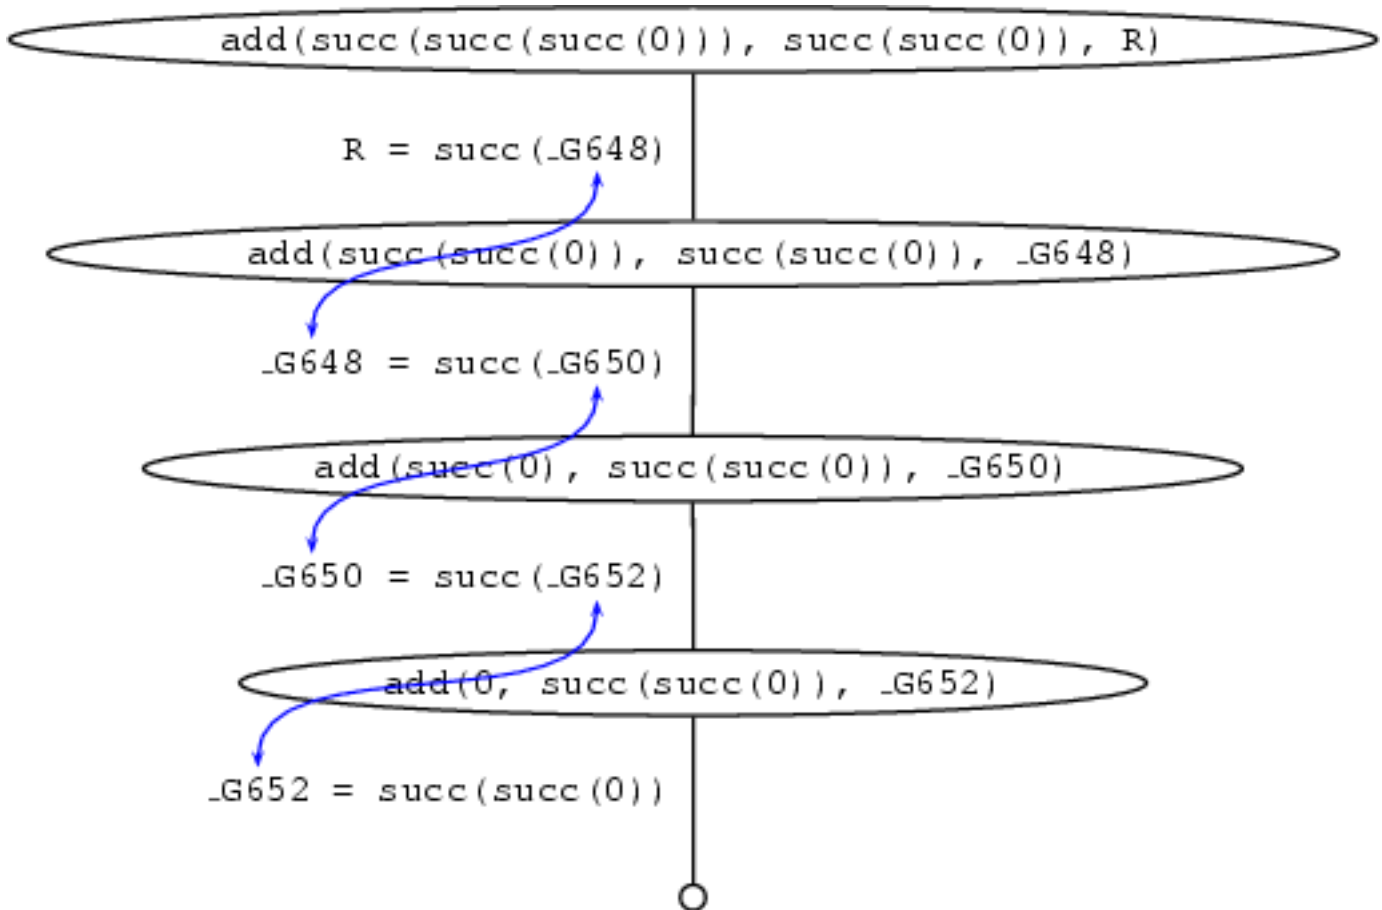 add(succ(succ(succ(0))), succ(succ(0)), R)
R = succ(_G648)
add(succ(succ(0)), succ(succ(0)), _G648)
_G648 = succ(_G650)
add(succ(0), succ(succ(0)), _G650)
_G650 = succ(_G652)
add(0, succ(succ(0)), _G652)
_G652 = succ(succ(0))